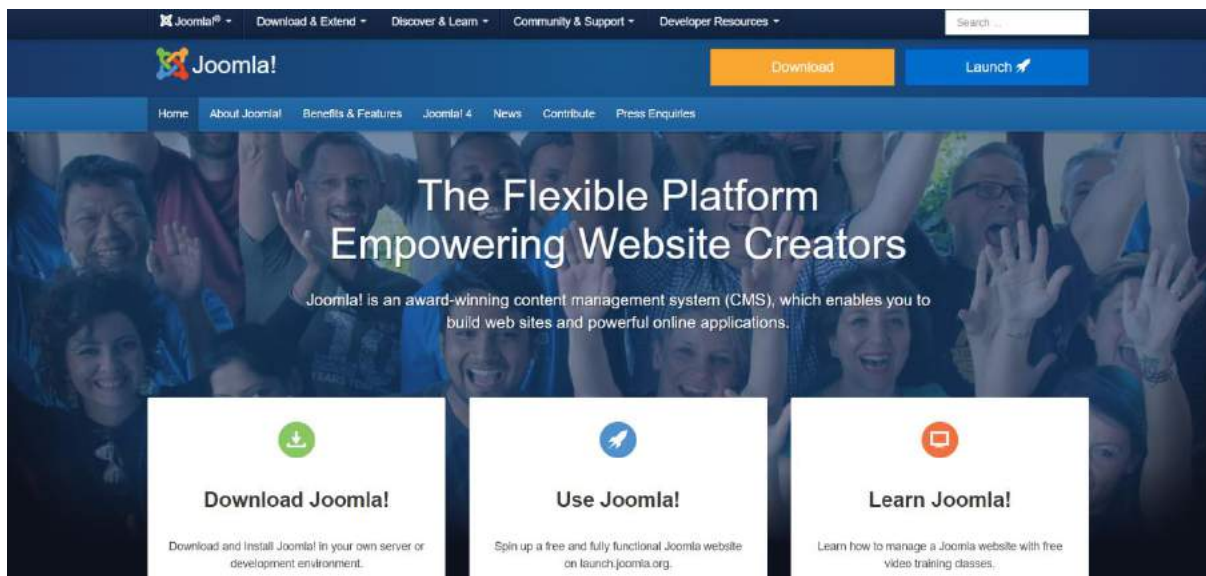 Joomla!® Download & Extend Discover & Learn Community & Support Developer Resources Search ...
Joomla! Download Launch
Home About Joomla! Benefits & Features Joomla! 4 News Contribute Press Enquiries
The Flexible Platform
Empowering Website Creators
Joomla! is an award-winning content management system (CMS), which enables you to
build web sites and powerful online applications.
Download Joomla!
Download and Install Joomla! in your own server or
development environment.
Use Joomla!
Spin up a free and fully functional Joomla website
on launch.joomla.org.
Learn Joomla!
Learn how to manage a Joomla website with free
video training classes.